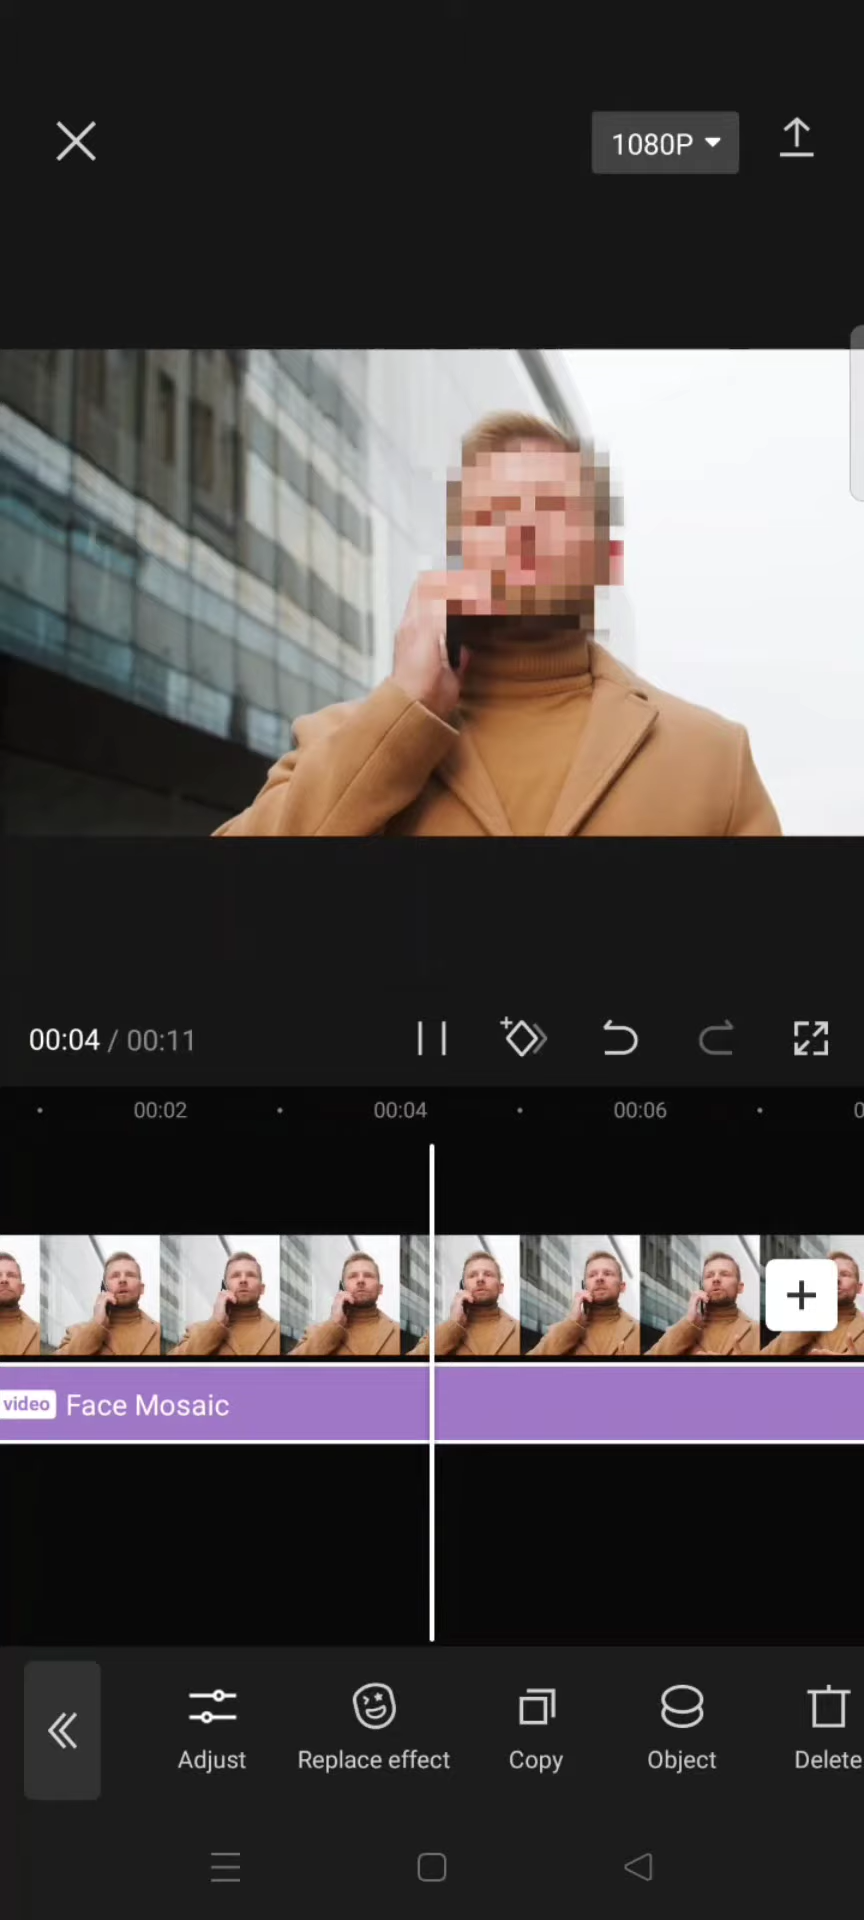 1080P
00:04 / 00:11
00:02 00:04 00:06
video Face Mosaic
Adjust Replace effect Copy Object Delete